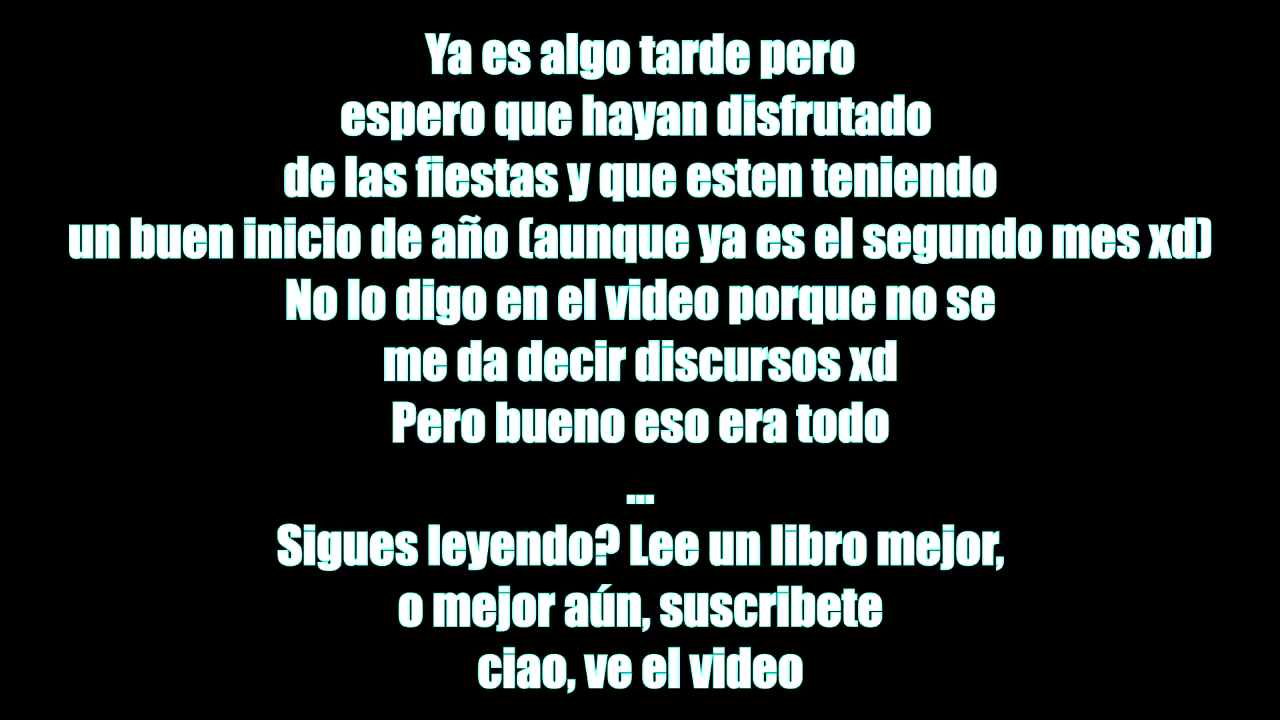 Ya es algo tarde pero
espero que hayan disfrutado
de las fiestas y que esten teniendo
un buen inicio de año (aunque ya es el segundo mes xd)
No lo digo en el video porque no se
me da decir discursos xd
Pero bueno eso era todo
...
Sigues leyendo? Lee un libro mejor,
o mejor aún, suscribete
ciao, ve el video